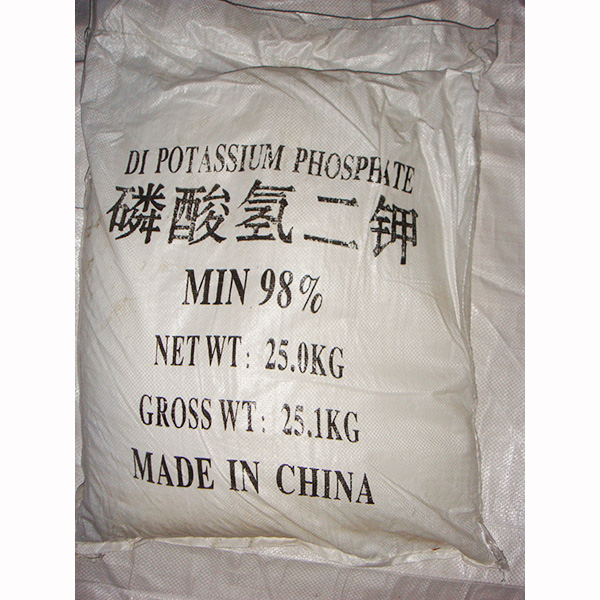 DI POTASSIUM PHOSPHATE
磷酸氢二钾
MIN 98%
NET WT: 25.0KG
GROSS WT: 25.1KG
MADE IN CHINA